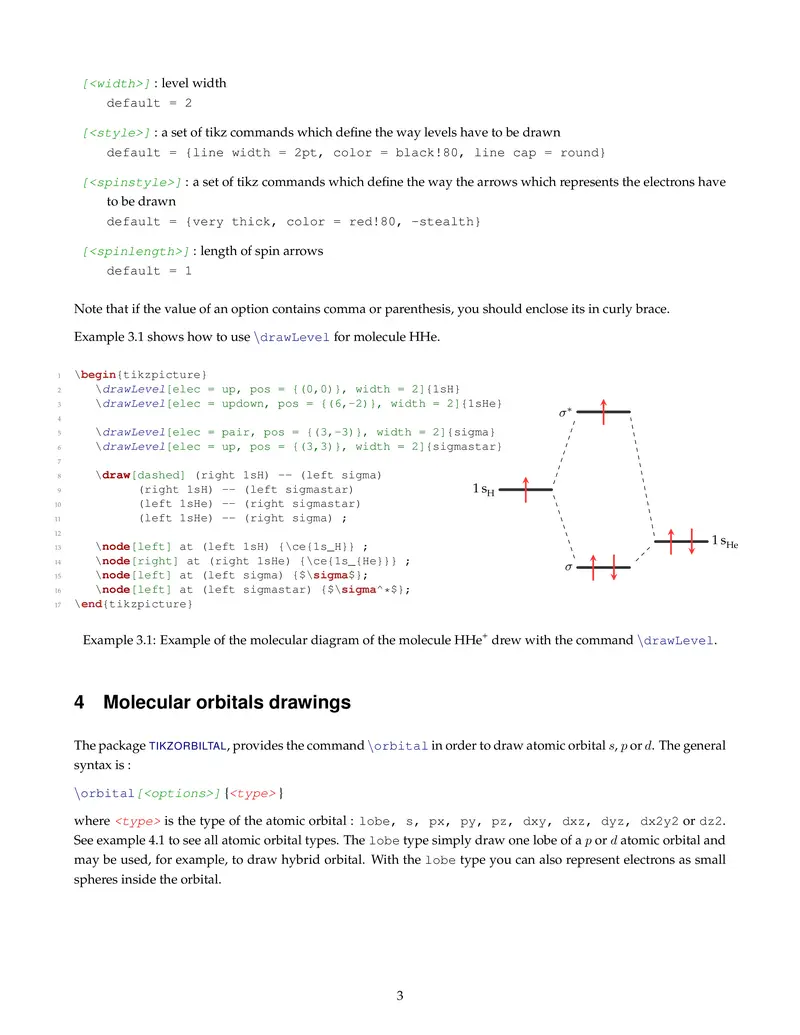 [<width>] : level width
default = 2
[<style>] : a set of tikz commands which define the way levels have to be drawn
default = {line width = 2pt, color = black!80, line cap = round}
[<spinstyle>] : a set of tikz commands which define the way the arrows which represents the electrons have
to be drawn
default = {very thick, color = red!80, -stealth}
[<spinlength>] : length of spin arrows
default = 1
Note that if the value of an option contains comma or parenthesis, you should enclose its in curly brace.
Example 3.1 shows how to use \drawLevel for molecule HHe.
1 \begin{tikzpicture}
2 \drawLevel[elec = up, pos = {(0,0)}, width = 2]{1sH}
3 \drawLevel[elec = updown, pos = {(6,-2)}, width = 2]{1sHe}
4
5 \drawLevel[elec = pair, pos = {(3,-3)}, width = 2]{sigma}
6 \drawLevel[elec = up, pos = {(3,3)}, width = 2]{sigmastar}
7
8 \draw[dashed] (right 1sH) -- (left sigma)
9 (right 1sH) -- (left sigmastar)
10 (left 1sHe) -- (right sigmastar)
11 (left 1sHe) -- (right sigma) ;
12
13 \node[left] at (left 1sH) {\ce{1s_H}} ;
14 \node[right] at (right 1sHe) {\ce{1s_{He}}} ;
15 \node[left] at (left sigma) {$\sigma$};
16 \node[left] at (left sigmastar) {$\sigma^*$};
17 \end{tikzpicture}
σ*
1 sH
1 sHe
σ
Example 3.1: Example of the molecular diagram of the molecule HHe+ drew with the command \drawLevel.
4 Molecular orbitals drawings
The package TIKZORBILTAL, provides the command \orbital in order to draw atomic orbital s, p or d. The general
syntax is :
\orbital[<options>]{<type>}
where <type> is the type of the atomic orbital : lobe, s, px, py, pz, dxy, dxz, dyz, dx2y2 or dz2.
See example 4.1 to see all atomic orbital types. The lobe type simply draw one lobe of a p or d atomic orbital and
may be used, for example, to draw hybrid orbital. With the lobe type you can also represent electrons as small
spheres inside the orbital.
3